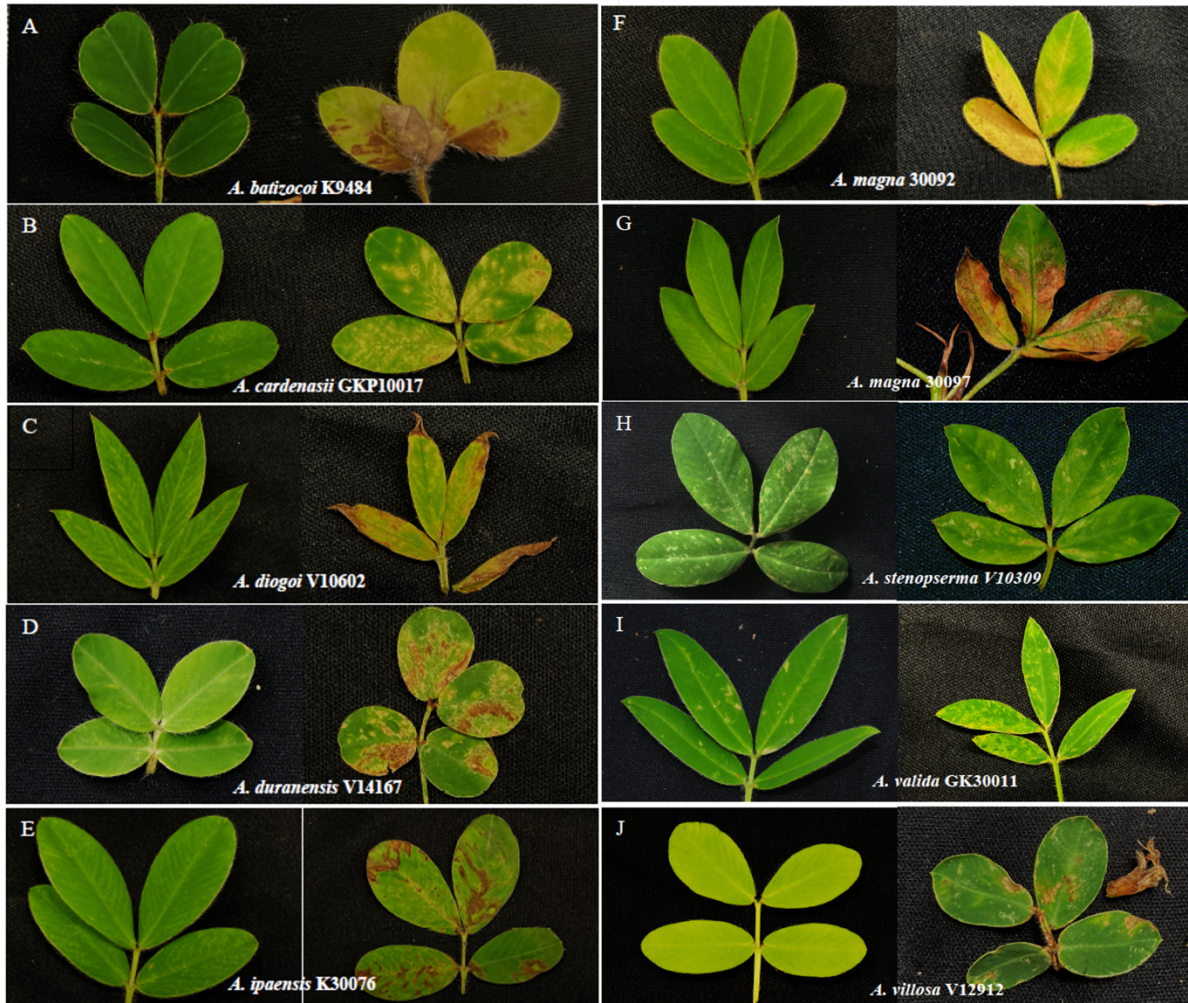 A
A. batizocoi K9484
B
A. cardenasii GKP10017
C
A. diogoi V10602
D
A. duranensis V14167
E
A. ipaensis K30076
F
A. magna 30092
G
A. magna 30097
H
A. stenopserma V10309
I
A. valida GK30011
J
A. villosa V12912